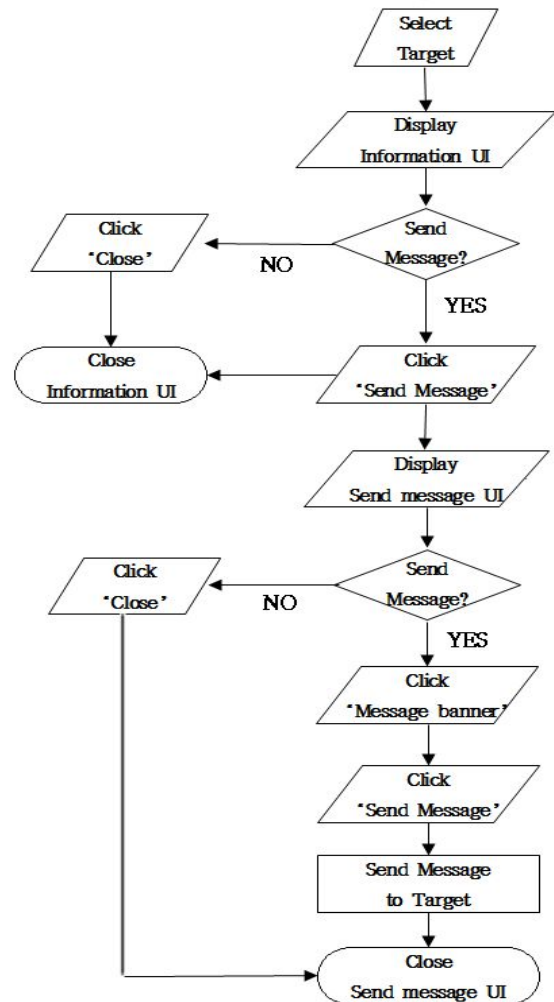 Select
Target
Display
Information UI
Send
Message?
Click
"Close"
NO
YES
Close
Information UI
Click
"Send Message"
Display
Send message UI
Send
Message?
Click
"Close"
NO
YES
Click
"Message banner"
Click
"Send Message"
Send Message
to Target
Close
Send message UI